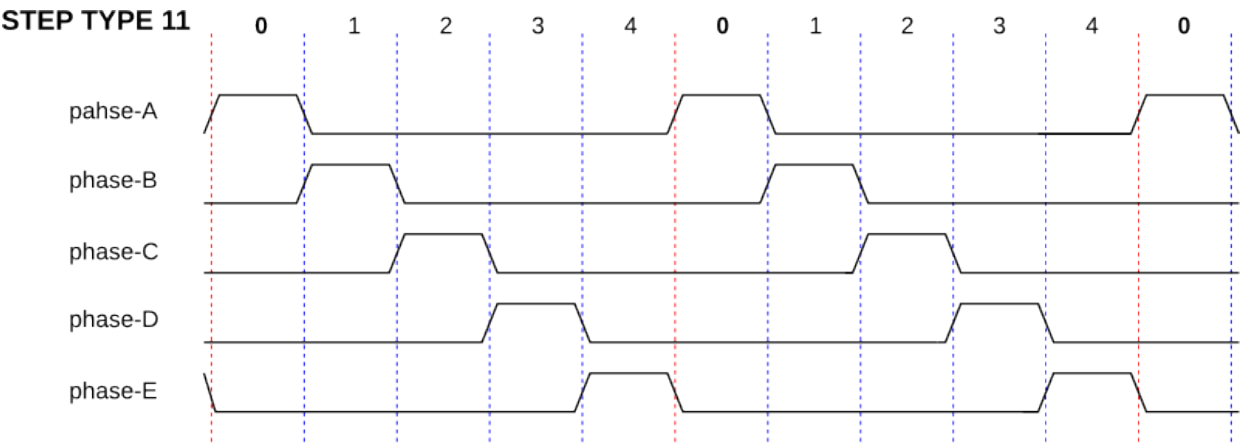 STEP TYPE 11 0 1 2 3 4 0 1 2 3 4 0
pahse-A
phase-B
phase-C
phase-D
phase-E